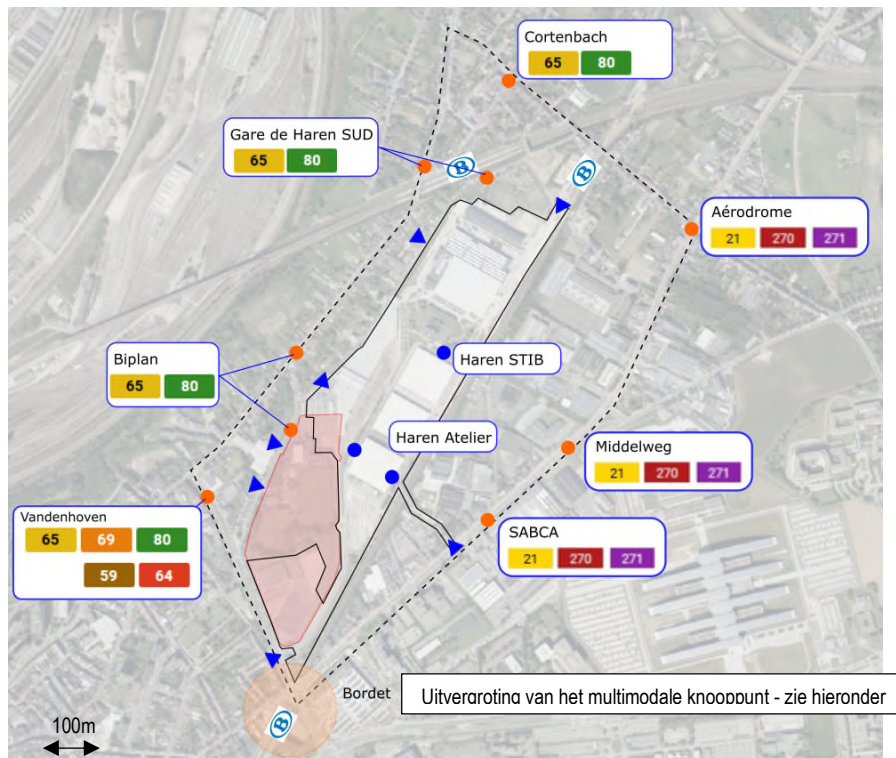 Cortenbach
65 80
Gare de Haren SUD
65 80
B
B
Aérodrome
21 270 271
Biplan
65 80
Haren STIB
Haren Atelier
Middelweg
21 270 271
Vandenhoven
65 69 80
59 64
SABCA
21 270 271
Bordet
Uitvergroting van het multimodale knooppunt - zie hieronder
B
100m